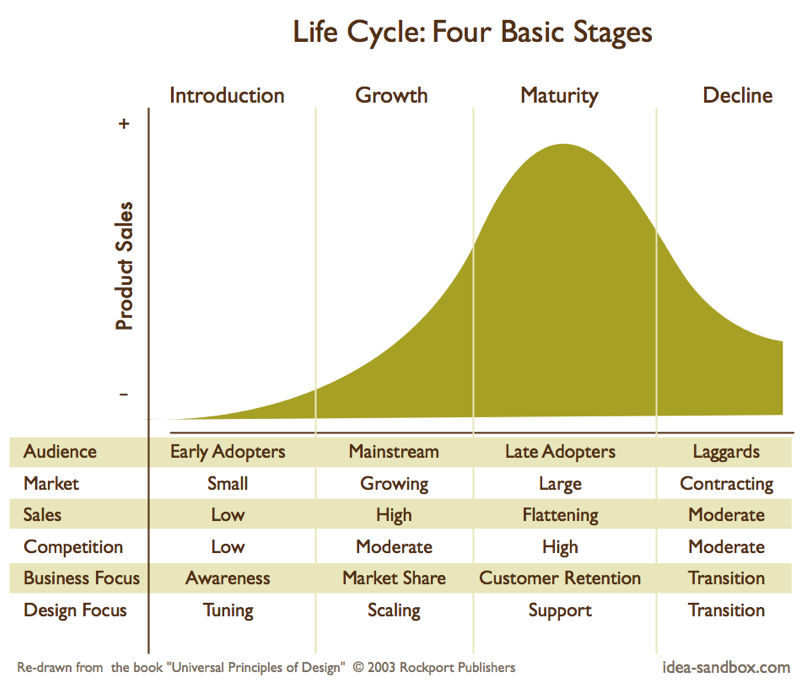 Life Cycle: Four Basic Stages
Introduction Growth Maturity Decline
+
Product Sales
–
Audience Early Adopters Mainstream Late Adopters Laggards
Market Small Growing Large Contracting
Sales Low High Flattening Moderate
Competition Low Moderate High Moderate
Business Focus Awareness Market Share Customer Retention Transition
Design Focus Tuning Scaling Support Transition
Re-drawn from the book "Universal Principles of Design" © 2003 Rockport Publishers idea-sandbox.com